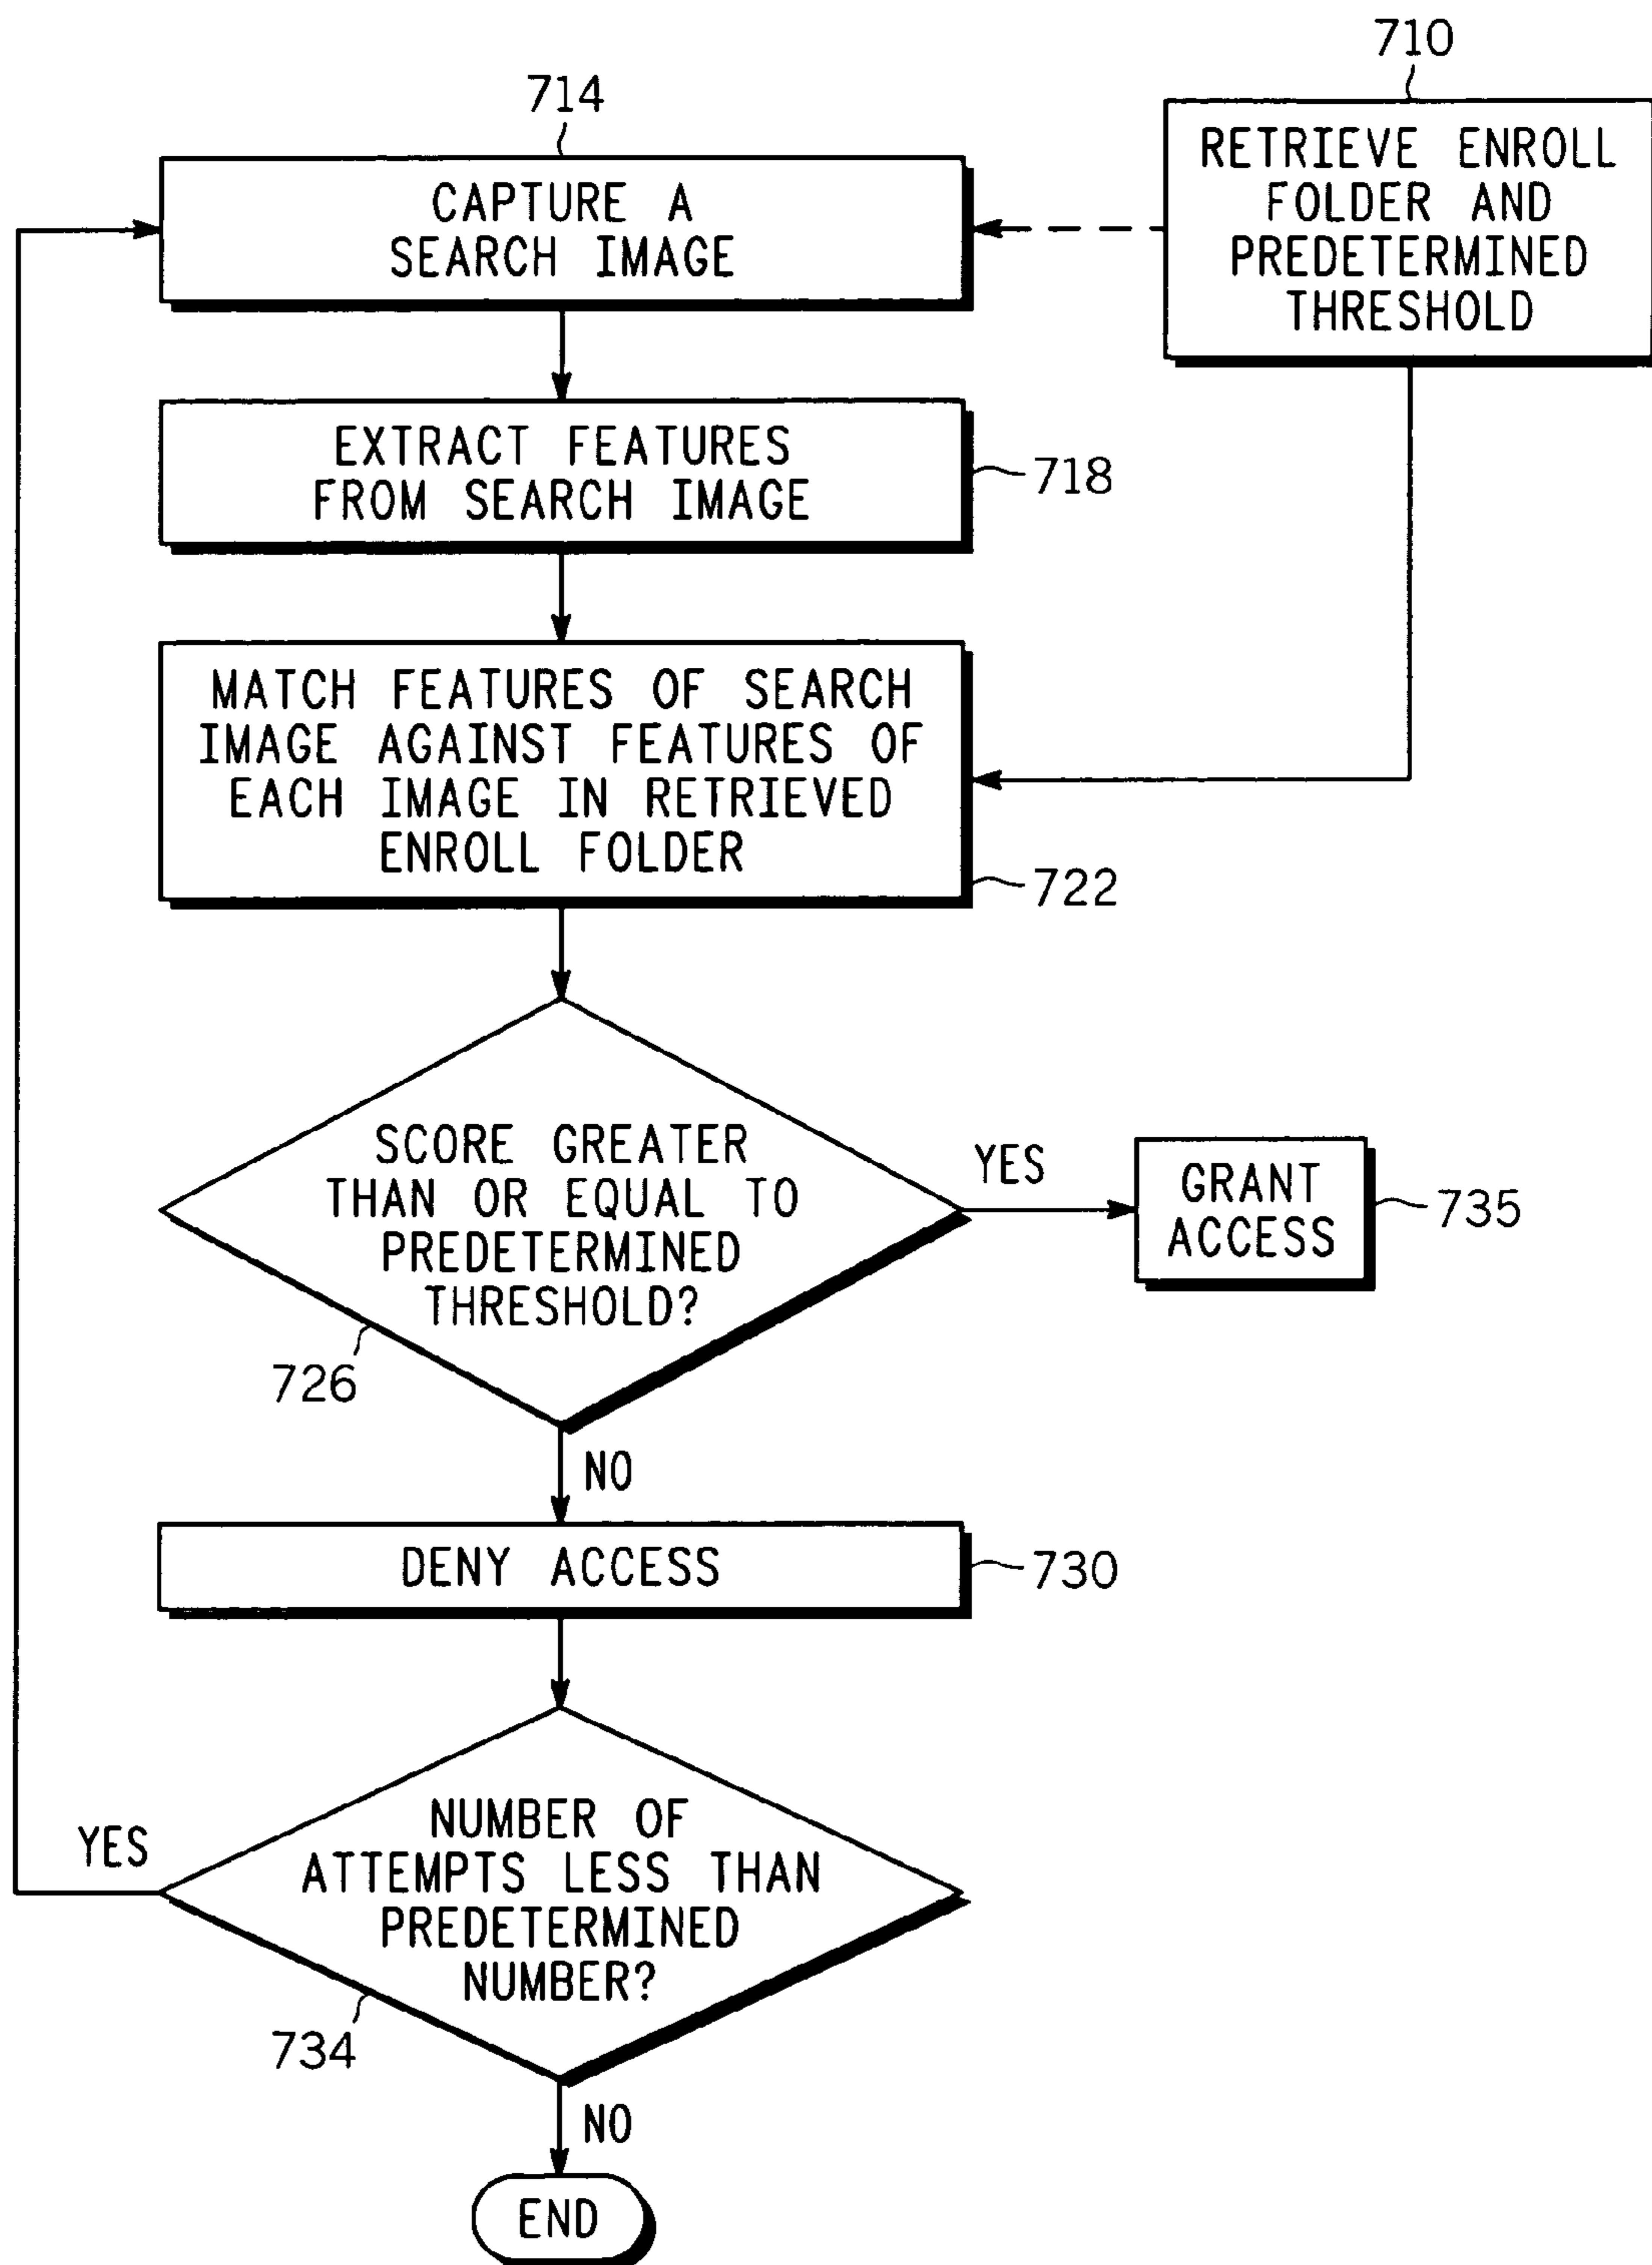 710
714
RETRIEVE ENROLL
FOLDER AND
PREDETERMINED
THRESHOLD
CAPTURE A
SEARCH IMAGE
EXTRACT FEATURES
FROM SEARCH IMAGE
718
MATCH FEATURES OF SEARCH
IMAGE AGAINST FEATURES OF
EACH IMAGE IN RETRIEVED
ENROLL FOLDER
722
SCORE GREATER
THAN OR EQUAL TO
PREDETERMINED
THRESHOLD?
726
YES
GRANT
ACCESS
735
NO
DENY ACCESS
730
NUMBER OF
ATTEMPTS LESS THAN
PREDETERMINED
NUMBER?
YES
734
NO
END